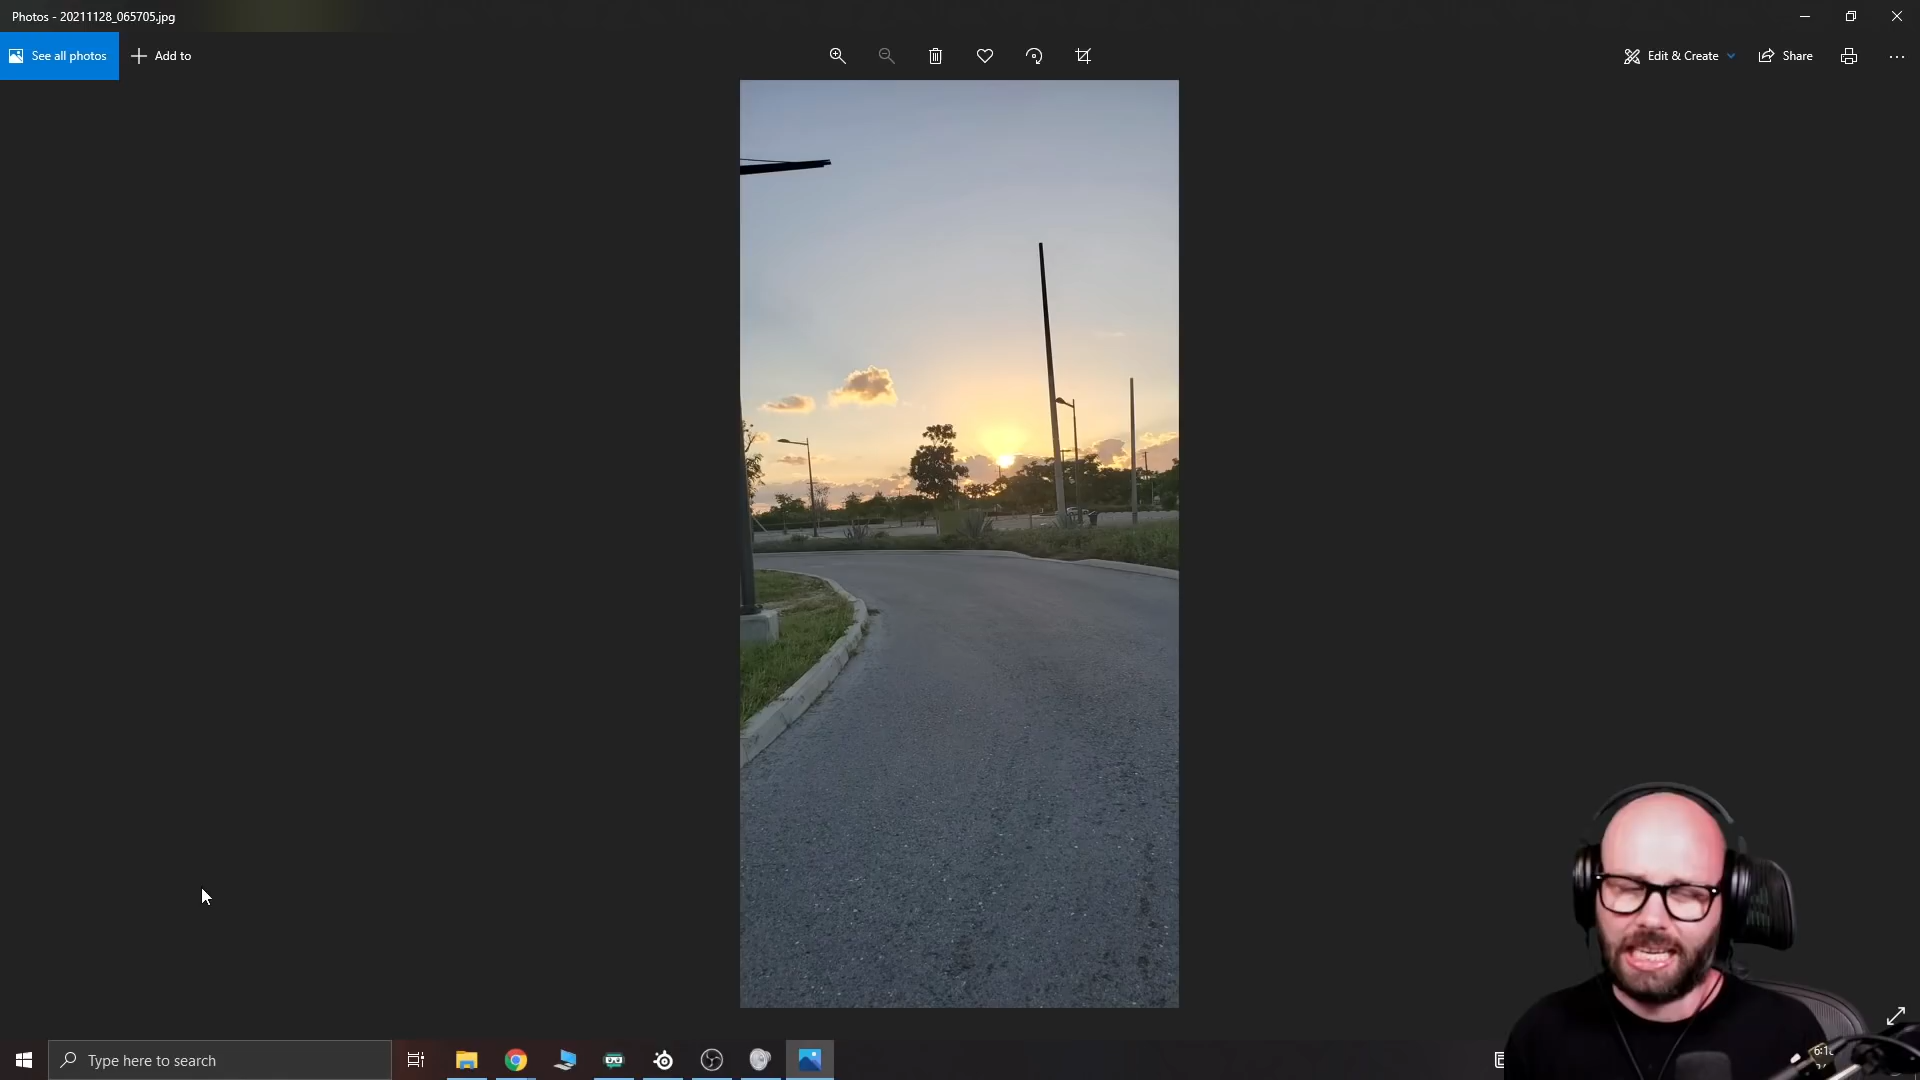 Photos - 20211128_065705.jpg
See all photos
Add to
Edit & Create
Share
Type here to search